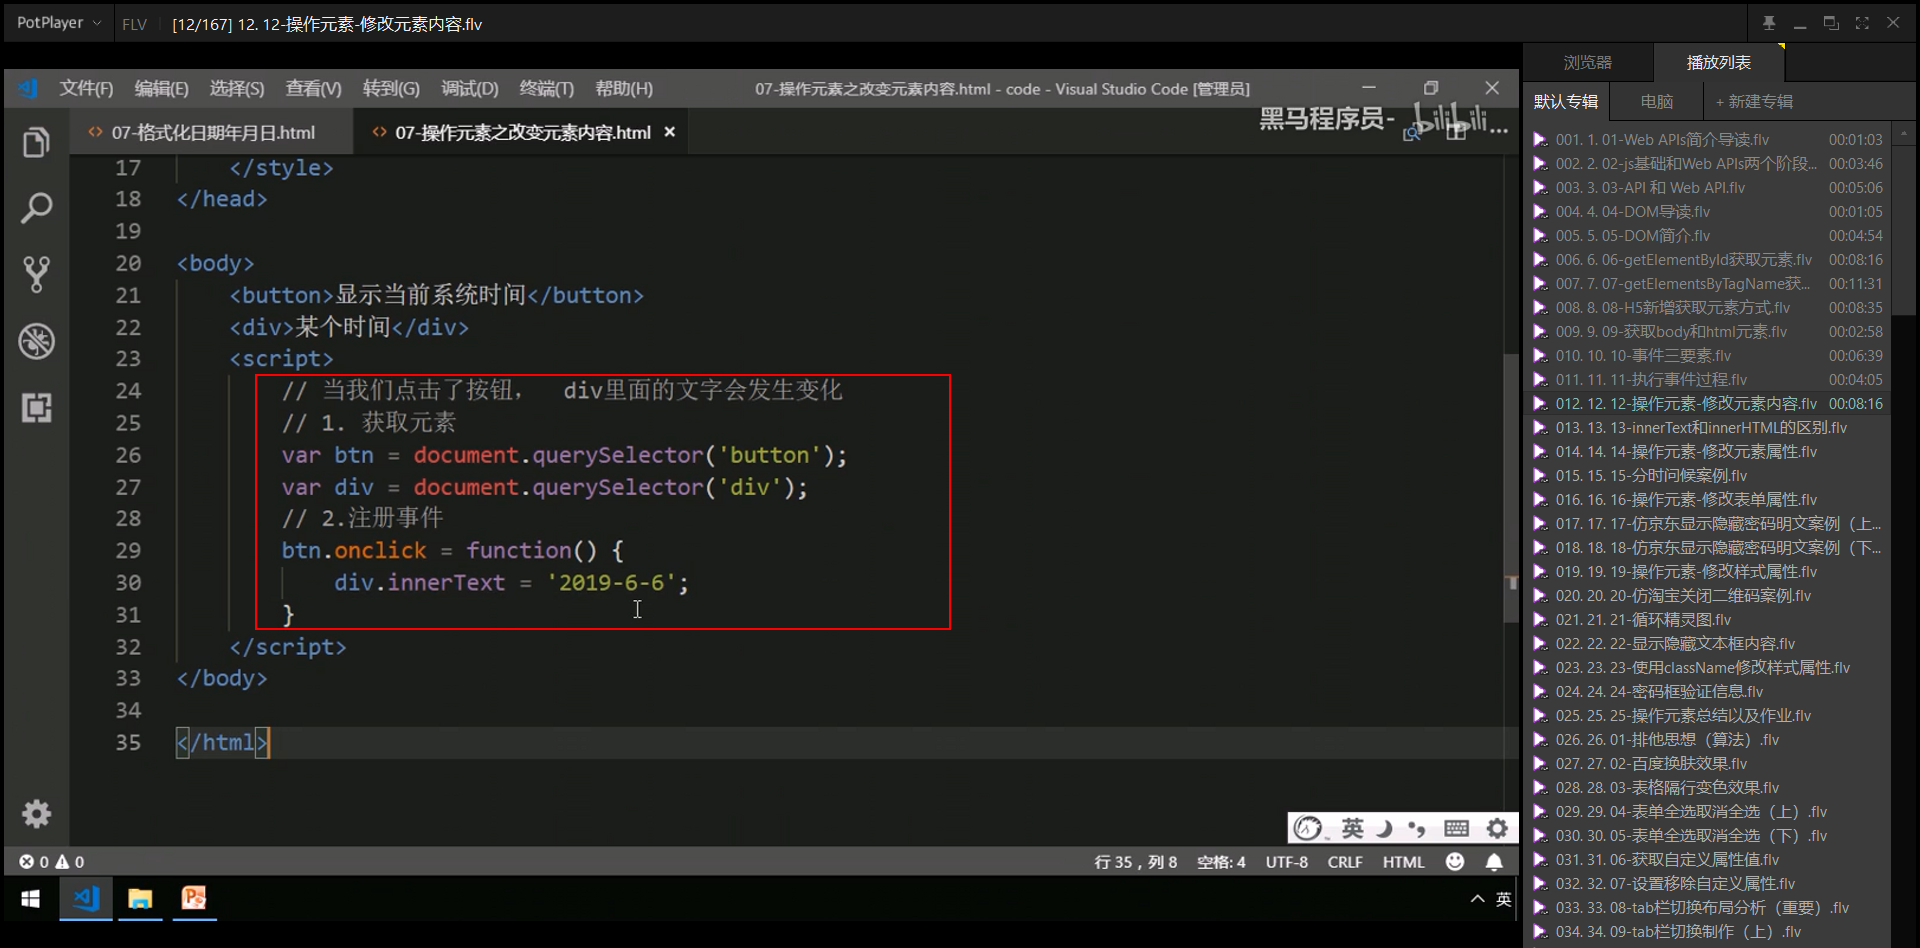 PotPlayer
FLV
[12/167] 12. 12-操作元素-修改元素内容.flv
文件(F) 编辑(E) 选择(S) 查看(V) 转到(G) 调试(D) 终端(T) 帮助(H)
07-操作元素之改变元素内容.html - code - Visual Studio Code [管理员]
07-格式化日期年月日.html
07-操作元素之改变元素内容.html
黑马程序员-
bilibili
17 </style>
18 </head>
19
20 <body>
21 <button>显示当前系统时间</button>
22 <div>某个时间</div>
23 <script>
24 // 当我们点击了按钮， div里面的文字会发生变化
25 // 1. 获取元素
26 var btn = document.querySelector('button');
27 var div = document.querySelector('div');
28 // 2.注册事件
29 btn.onclick = function() {
30 div.innerText = '2019-6-6';
31 }
32 </script>
33 </body>
34
35 </html>
英
0 0
行 35，列 8 空格: 4 UTF-8 CRLF HTML
英
浏览器 播放列表
默认专辑 电脑 + 新建专辑
001. 1. 01-Web APIs简介导读.flv 00:01:03
002. 2. 02-js基础和Web APIs两个阶段... 00:03:46
003. 3. 03-API 和 Web API.flv 00:05:06
004. 4. 04-DOM导读.flv 00:01:05
005. 5. 05-DOM简介.flv 00:04:54
006. 6. 06-getElementById获取元素.flv 00:08:16
007. 7. 07-getElementsByTagName获... 00:11:31
008. 8. 08-H5新增获取元素方式.flv 00:08:35
009. 9. 09-获取body和html元素.flv 00:02:58
010. 10. 10-事件三要素.flv 00:06:39
011. 11. 11-执行事件过程.flv 00:04:05
012. 12. 12-操作元素-修改元素内容.flv 00:08:16
013. 13. 13-innerText和innerHTML的区别.flv
014. 14. 14-操作元素-修改元素属性.flv
015. 15. 15-分时问候案例.flv
016. 16. 16-操作元素-修改表单属性.flv
017. 17. 17-仿京东显示隐藏密码明文案例（上...
018. 18. 18-仿京东显示隐藏密码明文案例（下...
019. 19. 19-操作元素-修改样式属性.flv
020. 20. 20-仿淘宝关闭二维码案例.flv
021. 21. 21-循环精灵图.flv
022. 22. 22-显示隐藏文本框内容.flv
023. 23. 23-使用className修改样式属性.flv
024. 24. 24-密码框验证信息.flv
025. 25. 25-操作元素总结以及作业.flv
026. 26. 01-排他思想（算法）.flv
027. 27. 02-百度换肤效果.flv
028. 28. 03-表格隔行变色效果.flv
029. 29. 04-表单全选取消全选（上）.flv
030. 30. 05-表单全选取消全选（下）.flv
031. 31. 06-获取自定义属性值.flv
032. 32. 07-设置移除自定义属性.flv
033. 33. 08-tab栏切换布局分析（重要）.flv
034. 34. 09-tab栏切换制作（上）.flv